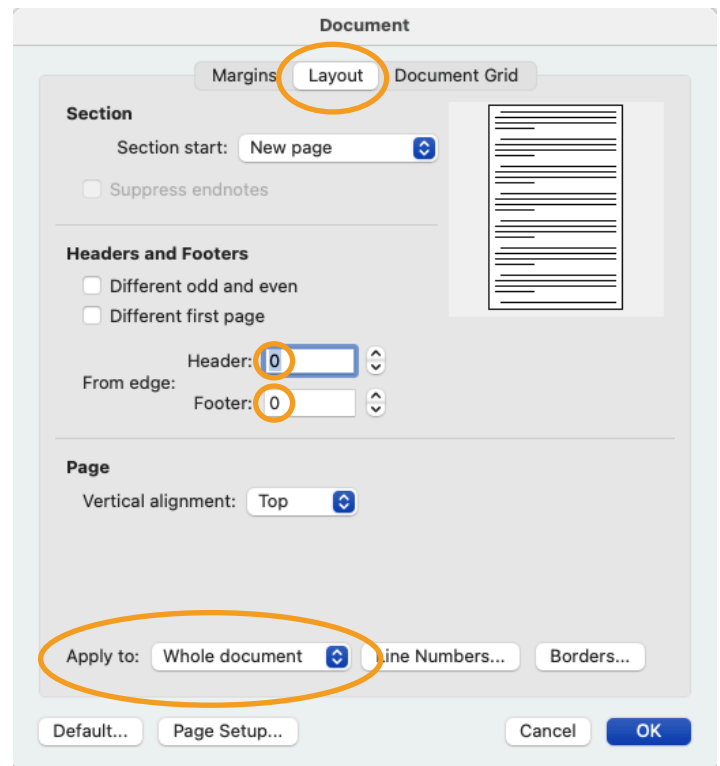 Document
Margins Layout Document Grid
Section
Section start: New page
Suppress endnotes
Headers and Footers
Different odd and even
Different first page
Header: 0
From edge:
Footer: 0
Page
Vertical alignment: Top
Apply to: Whole document Line Numbers... Borders...
Default... Page Setup... Cancel OK